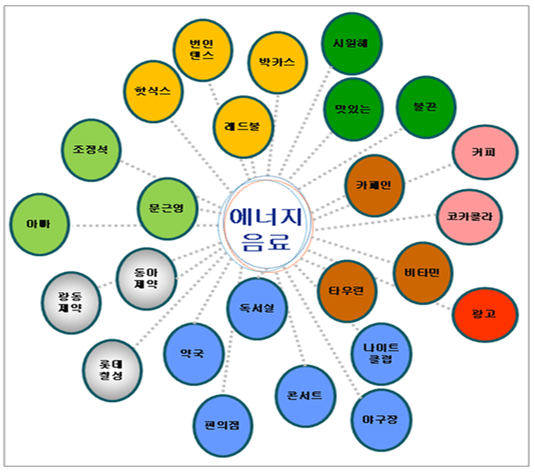 번인
텐스
박카스
시원해
핫식스
레드불
맛있는
불끈
조정석
커피
카페인
문근영
아빠
에너지
음료
코카콜라
동아
제약
비타민
광동
제약
타우린
독서실
광고
약국
나이트
클럽
롯데
칠성
콘서트
편의점
야구장